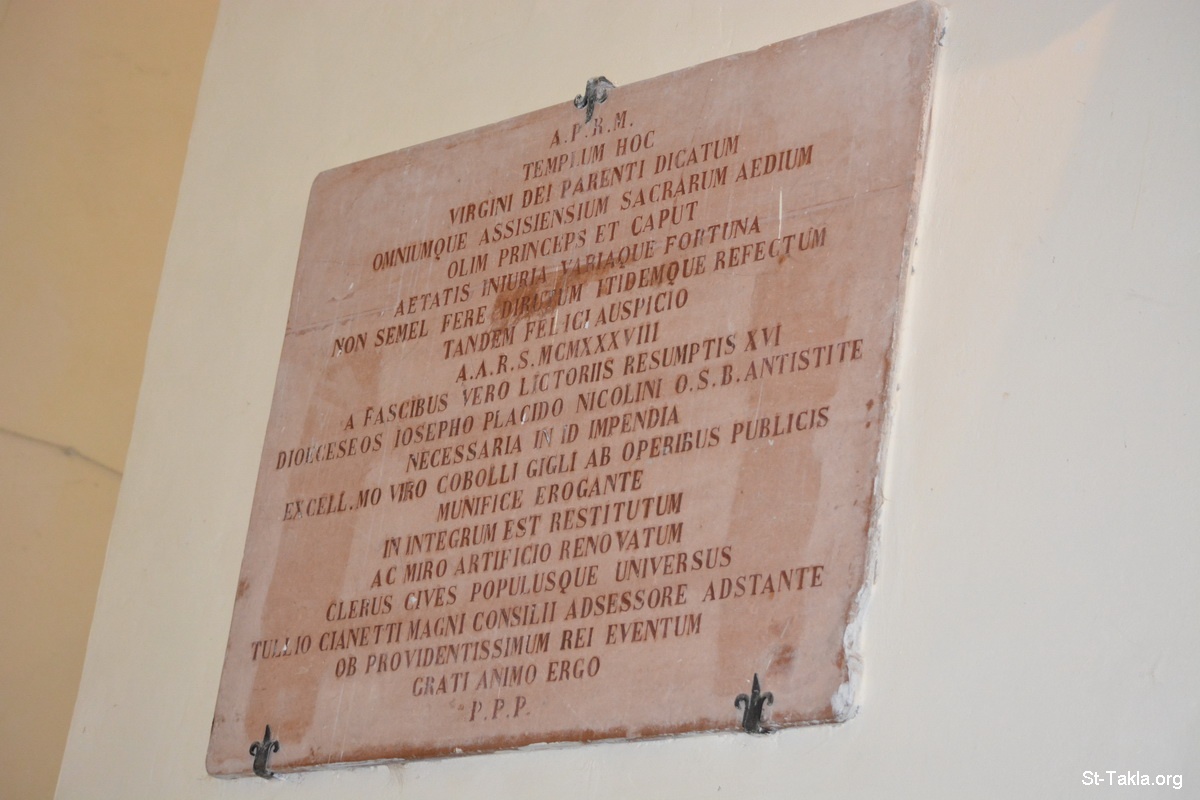 A.P.R.M.
TEMPLUM HOC
VIRGINI DEI PARENTI DICATUM
OMNIUMQUE ASSISIENSIUM SACRARUM AEDIUM
OLIM PRINCEPS ET CAPUT
AETATIS INJURIA VARIAQUE FORTUNA
NON SEMEL FERE DIRUTUM ITIDEMQUE REFECTUM
TANDEM FELICI AUSPICIO
A.A.R.S. MCMXXXVIII
A FASCIBUS VERO LICTORIIS RESUMPTIS XVI
DIOECESEOS IOSEPHO PLACIDO NICOLINI O.S.B. ANTISTITE
NECESSARIA IN ID IMPENDIA
EXCELL.MO VIRO COBOLLI GIGLI AB OPERIBUS PUBLICIS
MUNIFICE EROGANTE
IN INTEGRUM EST RESTITUTUM
AC MIRO ARTIFICIO RENOVATUM
CLERUS CIVES POPULUSQUE UNIVERSUS
TULLIO CIANETTI MAGNI CONSILII ADSESSORE ADSTANTE
OB PROVIDENTISSIMUM REI EVENTUM
GRATI ANIMO ERGO
P.P.P.
St-Takla.org